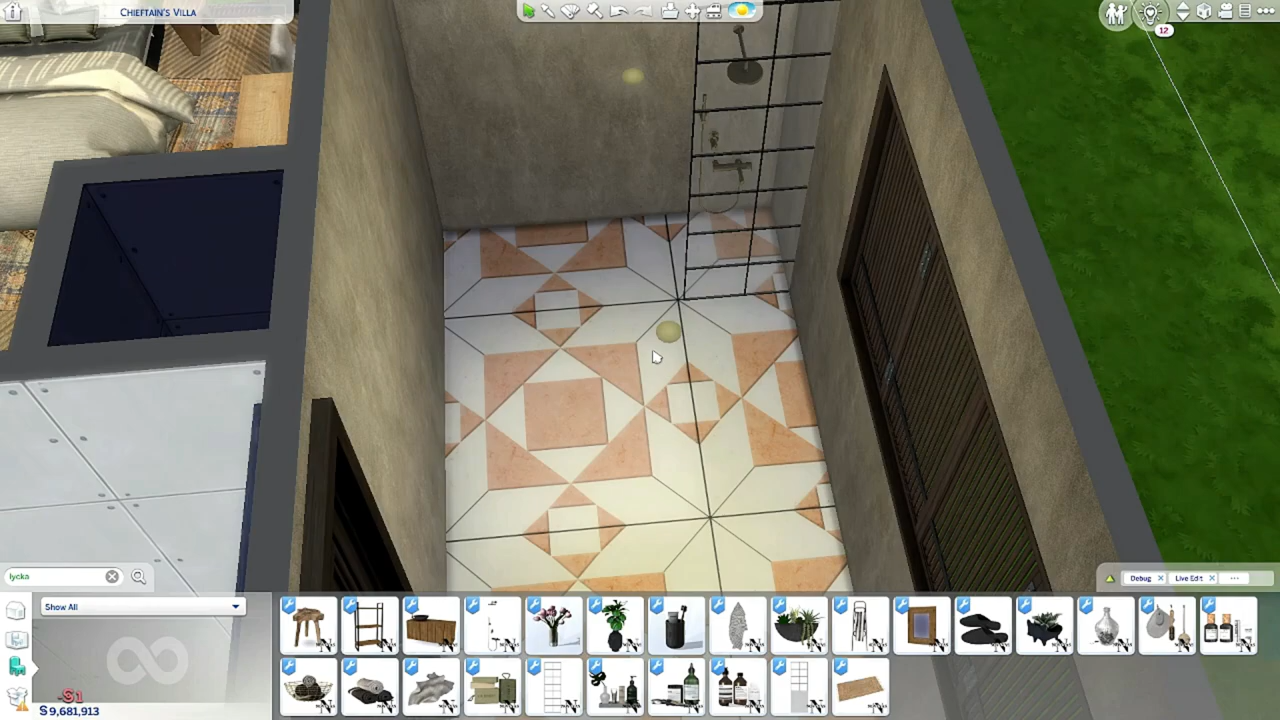 CHIEFTAIN'S VILLA
12
lycka
Debug
Live Edit
Show All
-$1
$9,681,913